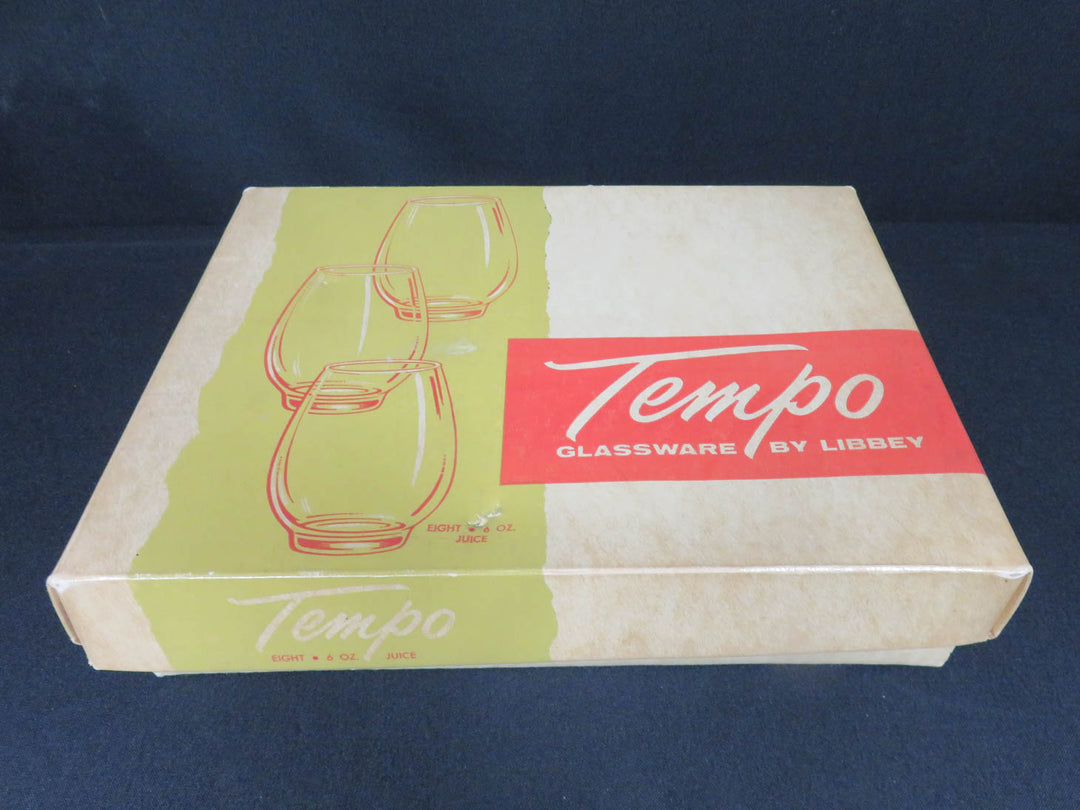 Tempo
GLASSWARE BY LIBBEY
EIGHT • 6 OZ.
JUICE
Tempo
EIGHT • 6 OZ. JUICE